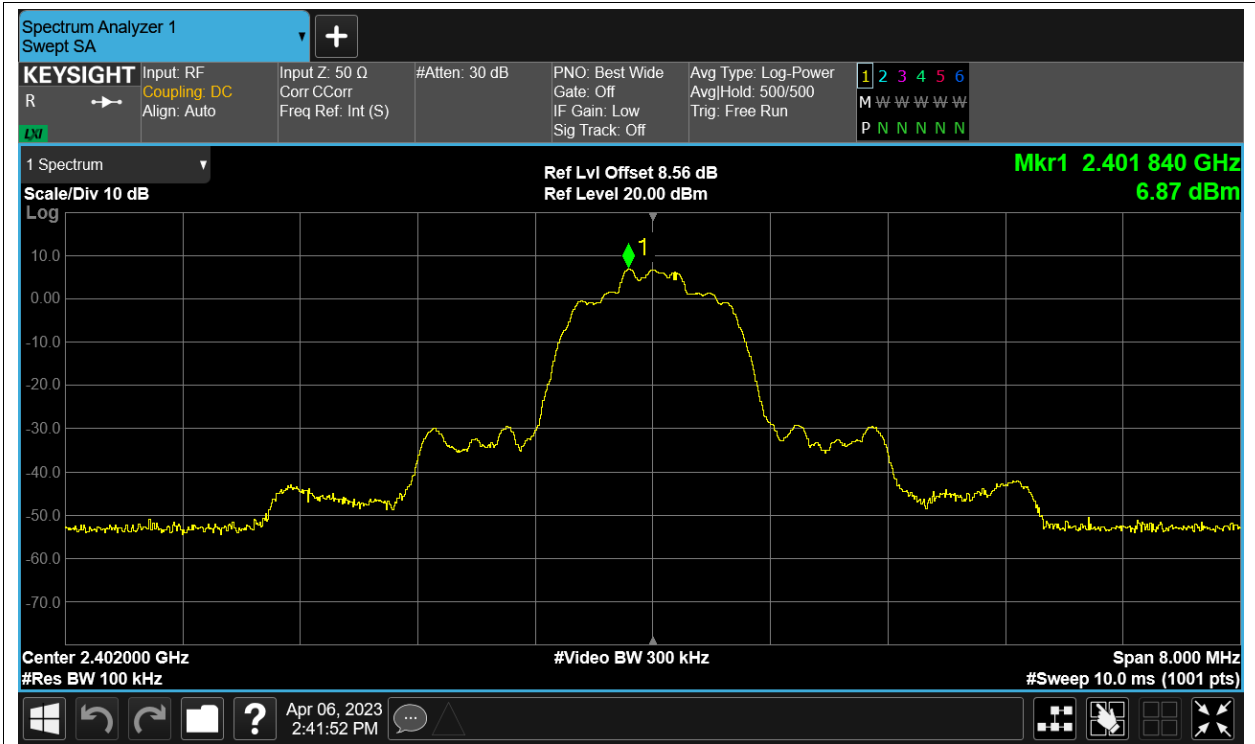 Spectrum Analyzer 1
Swept SA
KEYSIGHT
R
LXI
Input: RF
Coupling: DC
Align: Auto
Input Z: 50 Ω
Corr CCorr
Freq Ref: Int (S)
#Atten: 30 dB
PNO: Best Wide
Gate: Off
IF Gain: Low
Sig Track: Off
Avg Type: Log-Power
Avg|Hold: 500/500
Trig: Free Run
1 2 3 4 5 6
M W W W W W
P N N N N N
1 Spectrum
Scale/Div 10 dB
Log
Ref Lvl Offset 8.56 dB
Ref Level 20.00 dBm
Mkr1 2.401 840 GHz
6.87 dBm
1
10.0
0.00
-10.0
-20.0
-30.0
-40.0
-50.0
-60.0
-70.0
Center 2.402000 GHz
#Res BW 100 kHz
#Video BW 300 kHz
Span 8.000 MHz
#Sweep 10.0 ms (1001 pts)
?
Apr 06, 2023
2:41:52 PM